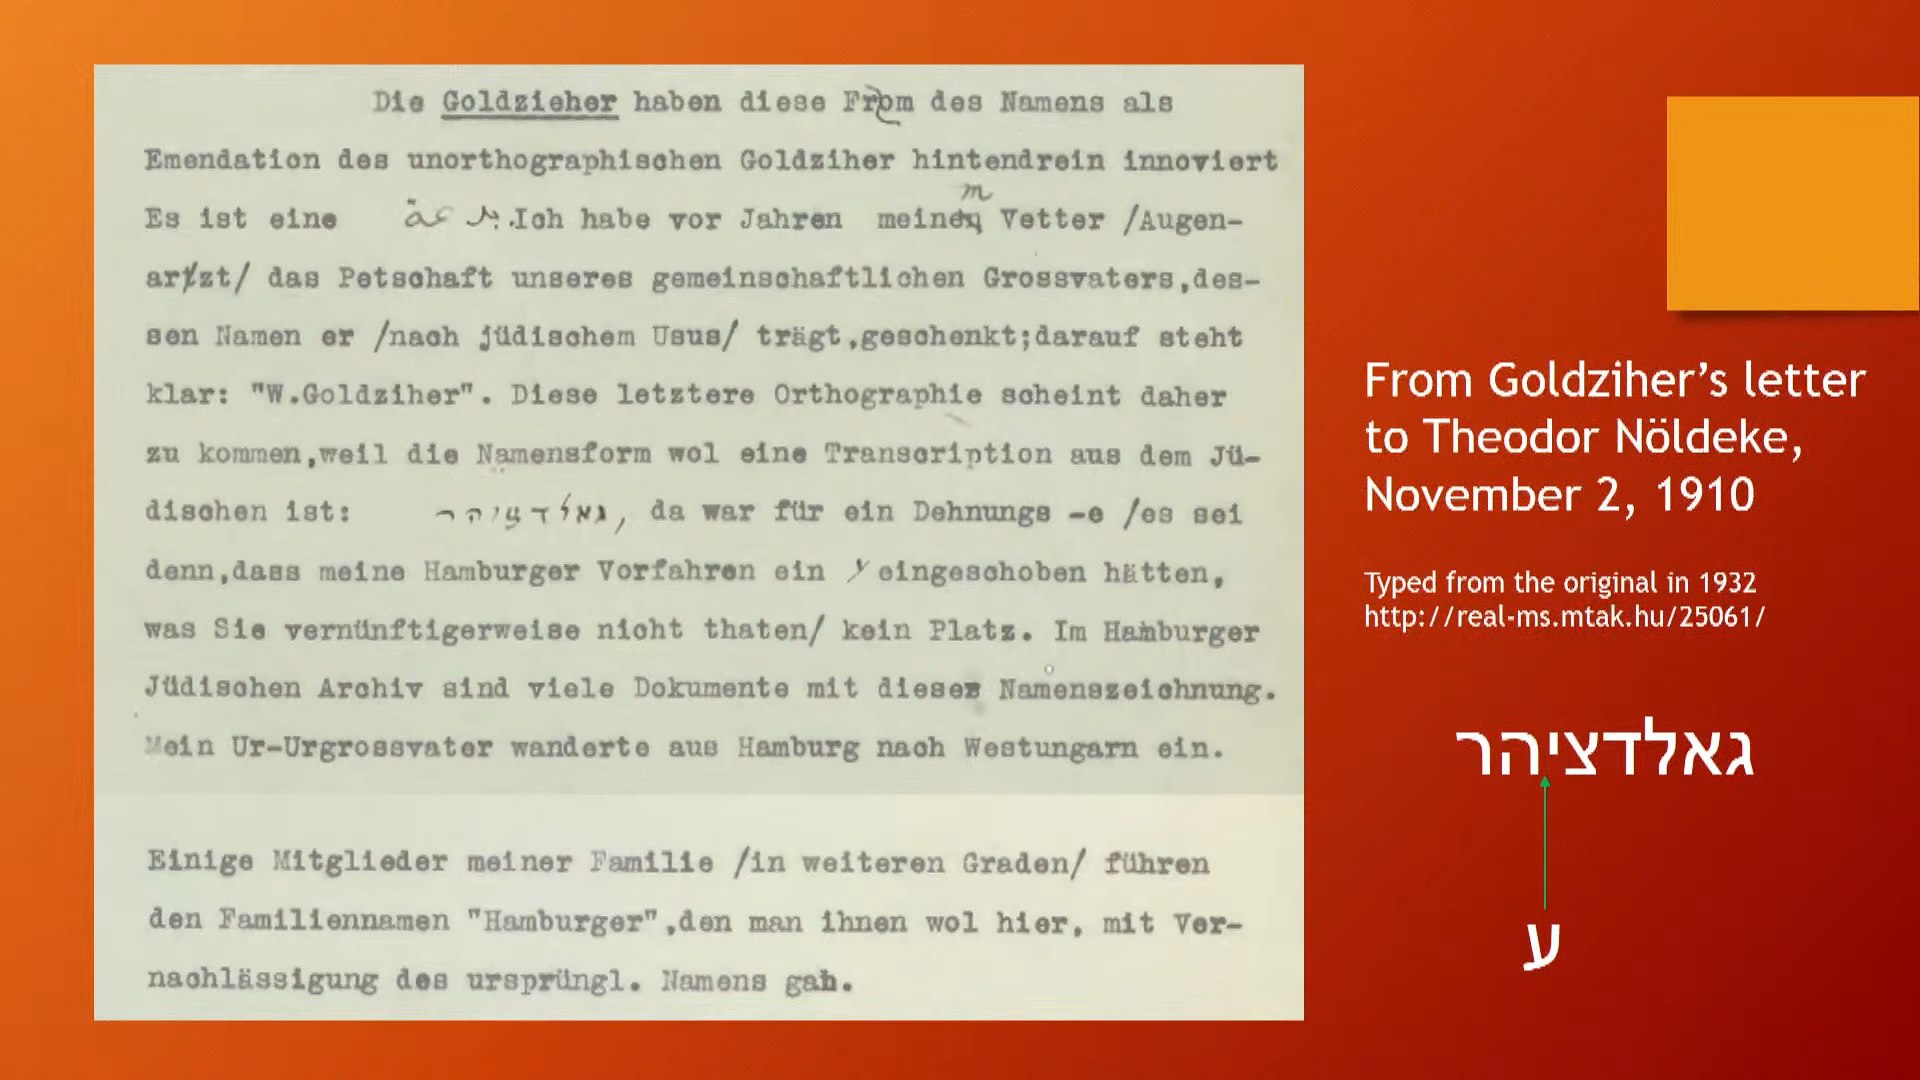 Die Goldzieher haben diese From des Namens als
Emendation des unorthographischen Goldziher hintendrein innoviert
Es ist eine بدعة.Ich habe vor Jahren meinem Vetter /Augen-
arzt/ das Petschaft unseres gemeinschaftlichen Grossvaters,des-
sen Namen er /nach jüdischem Usus/ trägt,geschenkt;darauf steht
klar: "W.Goldziher". Diese letztere Orthographie scheint daher
zu kommen,weil die Namensform wol eine Transcription aus dem Jü-
dischen ist: גאלדציהר, da war für ein Dehnungs -e /es sei
denn,dass meine Hamburger Vorfahren ein ע eingeschoben hätten,
was Sie vernünftigerweise nicht thaten/ kein Platz. Im Hamburger
Jüdischen Archiv sind viele Dokumente mit dieser Namenszeichnung.
Mein Ur-Urgrossvater wanderte aus Hamburg nach Westungarn ein.
Einige Mitglieder meiner Familie /in weiteren Graden/ führen
den Familiennamen "Hamburger",den man ihnen wol hier, mit Ver-
nachlässigung des ursprüngl. Namens gab.
From Goldziher’s letter
to Theodor Nöldeke,
November 2, 1910
Typed from the original in 1932
http://real-ms.mtak.hu/25061/
גאלדציהר
ע